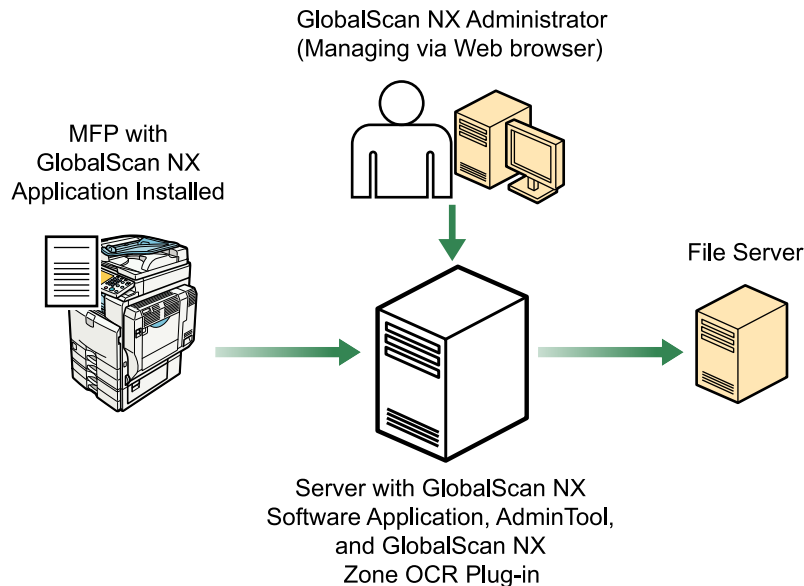 GlobalScan NX Administrator
(Managing via Web browser)
MFP with
GlobalScan NX
Application Installed
File Server
Server with GlobalScan NX
Software Application, AdminTool,
and GlobalScan NX
Zone OCR Plug-in